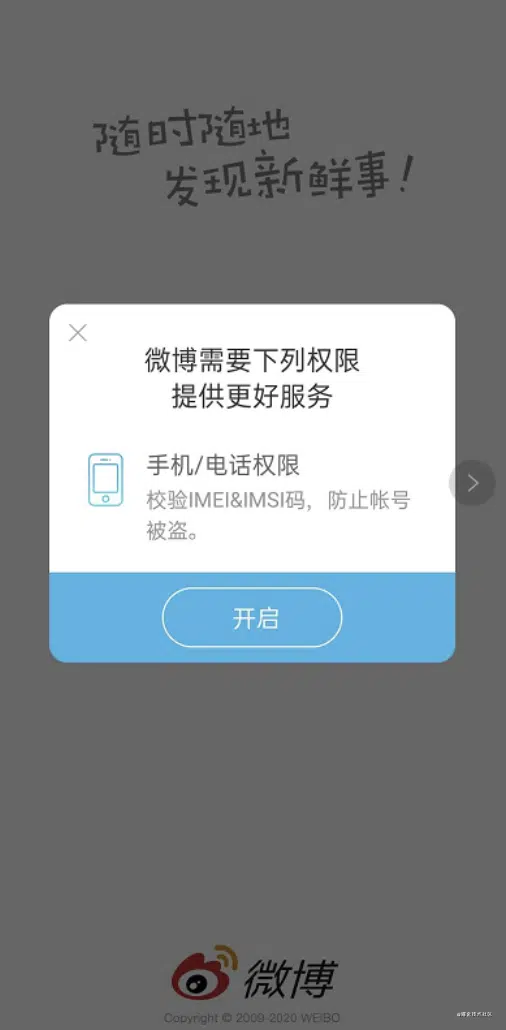 随时随地
发现新鲜事！
微博需要下列权限
提供更好服务
手机/电话权限
校验IMEI&IMSI码，防止帐号
被盗。
开启
微博
Copyright © 2009-2020 WEIBO